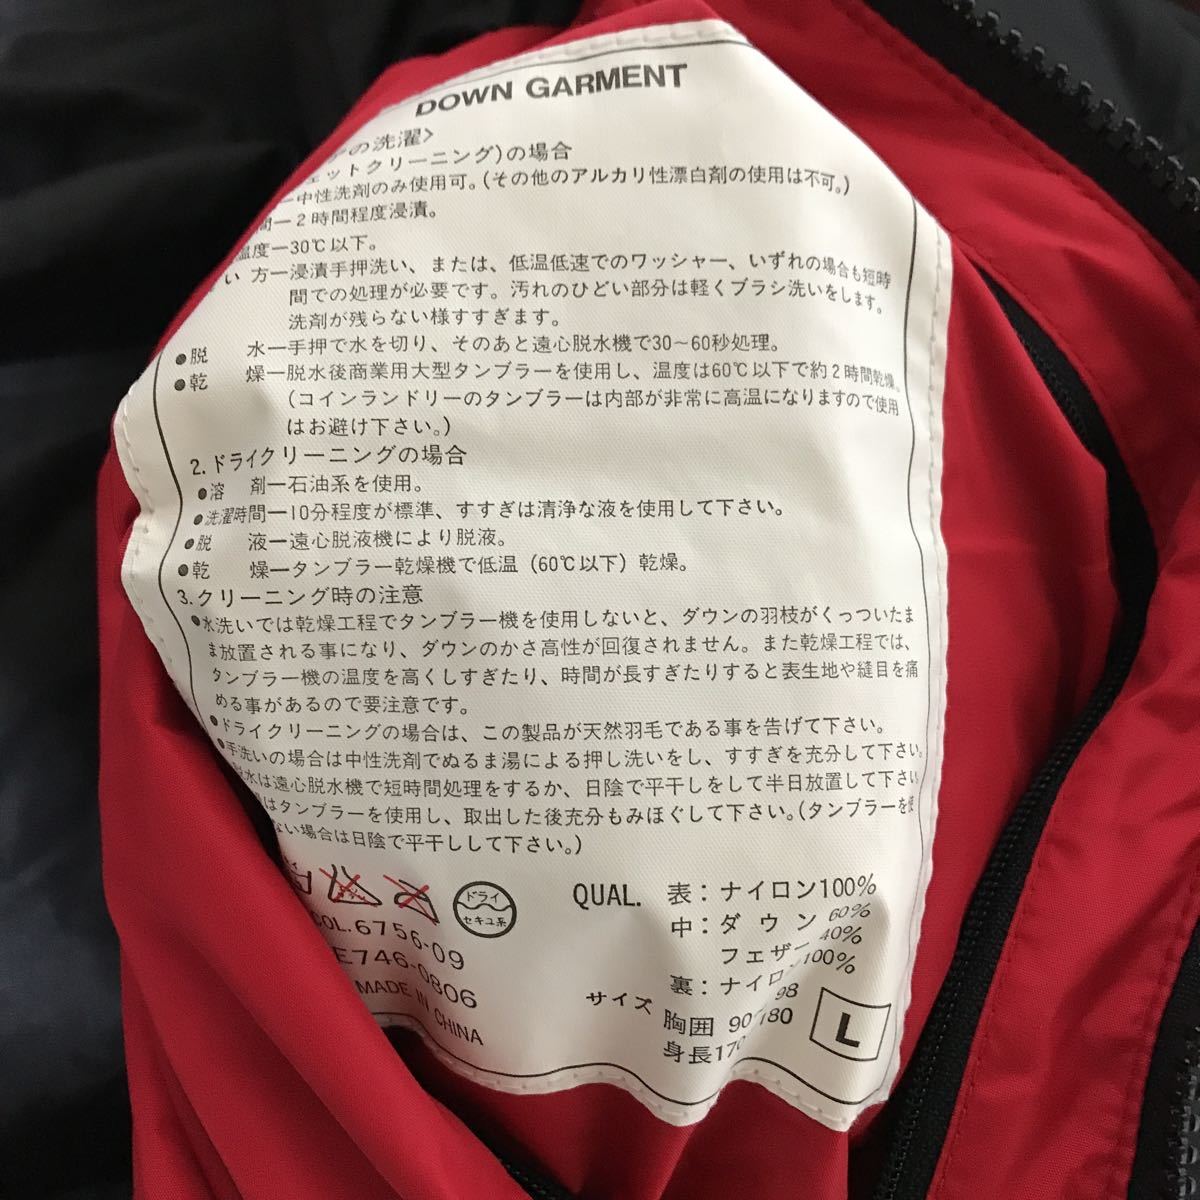 DOWN GARMENT
の洗濯〉
ェットクリーニング)の場合
ー中性洗剤のみ使用可。(その他のアルカリ性漂白剤の使用は不可。)
間ー2時間程度浸漬。
温度ー30℃以下。
い 方ー浸漬手押洗い、または、低温低速でのワッシャー、いずれの場合も短時
間での処理が必要です。汚れのひどい部分は軽くブラシ洗いをします。
洗剤が残らない様すすぎます。
●脱 水ー手押で水を切り、そのあと遠心脱水機で30～60秒処理。
●乾 燥ー脱水後商業用大型タンブラーを使用し、温度は60℃以下で約2時間乾燥。
(コインランドリーのタンブラーは内部が非常に高温になりますので使用
はお避け下さい。)
2.ドライクリーニングの場合
●溶 剤ー石油系を使用。
●洗濯時間ー10分程度が標準、すすぎは清浄な液を使用して下さい。
●脱 液ー遠心脱液機により脱液。
●乾 燥ータンブラー乾燥機で低温(60℃以下)乾燥。
3.クリーニング時の注意
●水洗いでは乾燥工程でタンブラー機を使用しないと、ダウンの羽枝がくっついたま
ま放置される事になり、ダウンのかさ高性が回復されません。また乾燥工程では、
タンブラー機の温度を高くしすぎたり、時間が長すぎたりすると表生地や縫目を痛
める事があるので要注意です。
●ドライクリーニングの場合は、この製品が天然羽毛である事を告げて下さい。
●手洗いの場合は中性洗剤でぬるま湯による押し洗いをし、すすぎを充分して下さい。
水は遠心脱水機で短時間処理をするか、日陰で平干しをして半日放置して下さい
はタンブラーを使用し、取出した後充分もみほぐして下さい。(タンブラーを使
ない場合は日陰で平干しして下さい。)
ドライ
セキユ系
COL.6756-09
E746-0806
MADE IN CHINA
QUAL. 表:ナイロン100%
中:ダウン 60%
フェザー 40%
裏:ナイロン100%
サイズ
胸囲 90 98
身長170 180
L